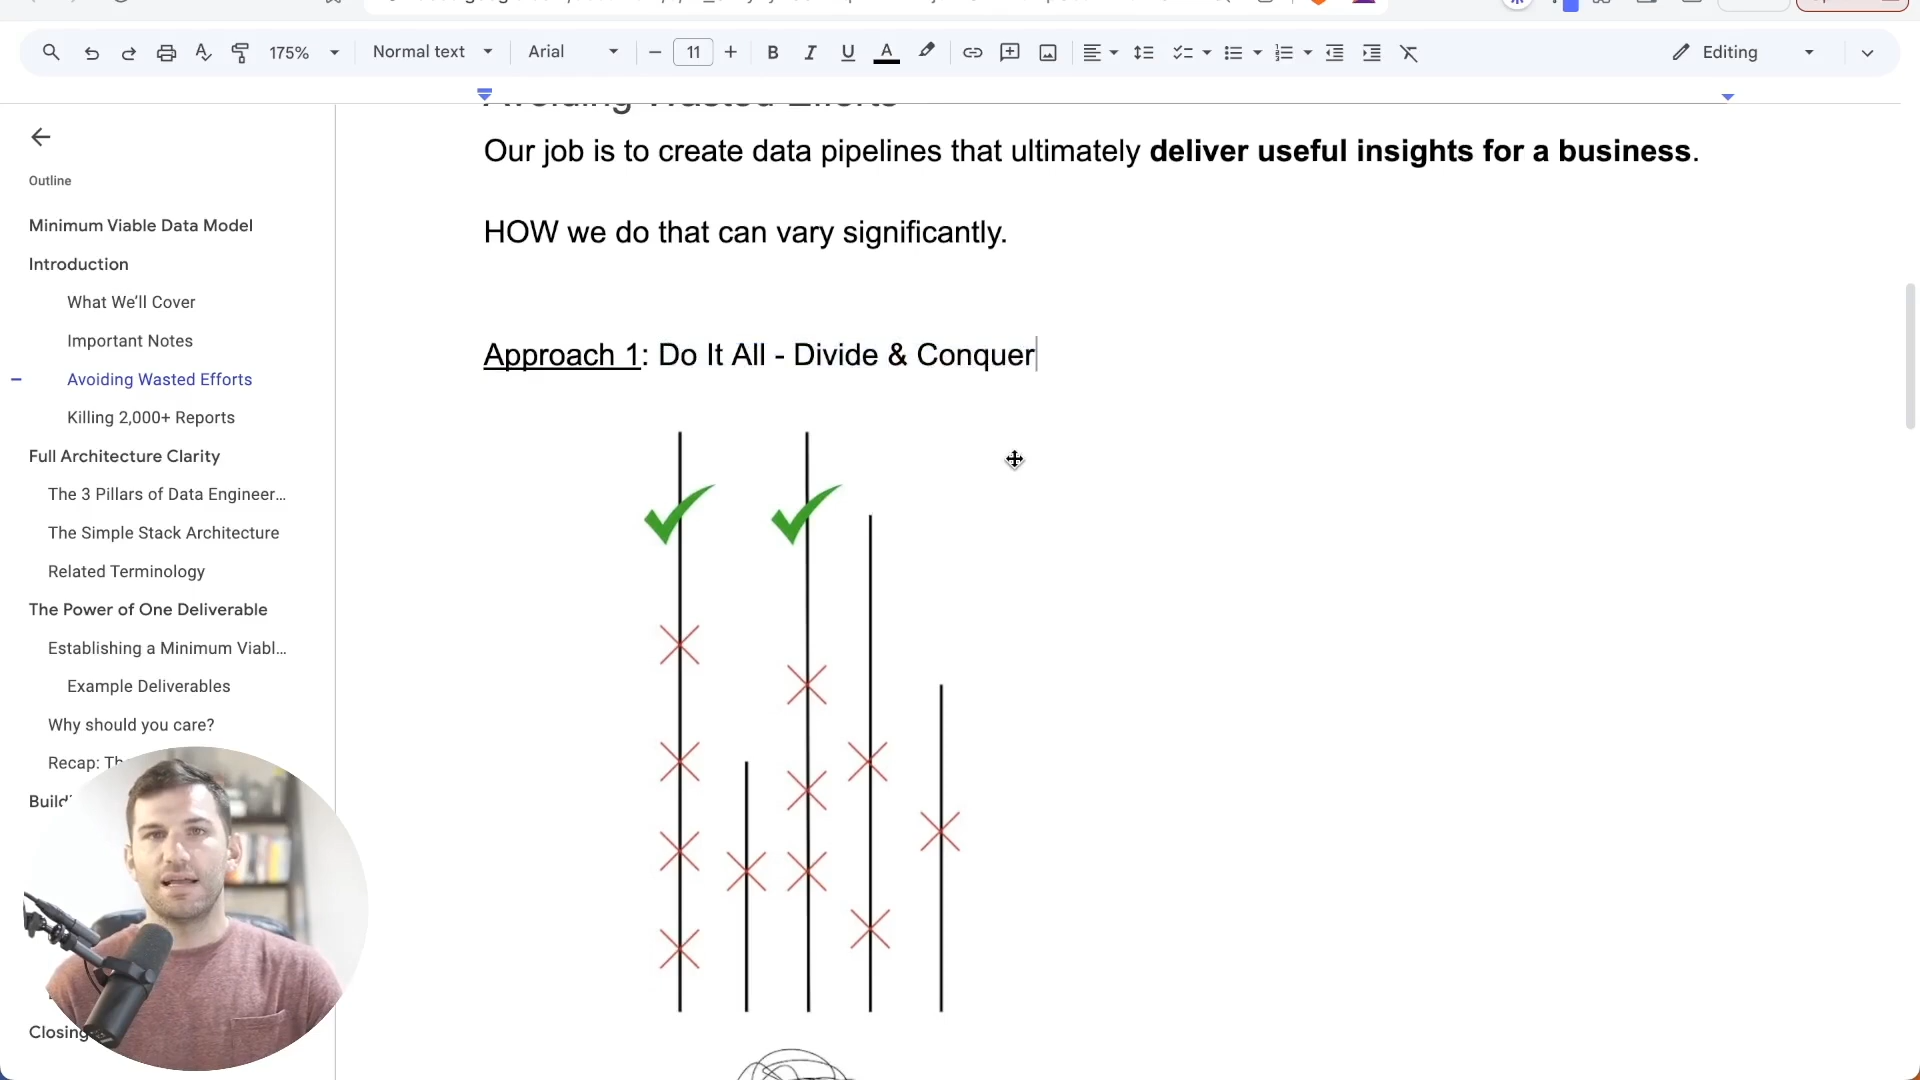 175%
Normal text
Arial
11
B
I
U
A
Editing
Avoiding Wasted Efforts
Our job is to create data pipelines that ultimately deliver useful insights for a business.
HOW we do that can vary significantly.
Approach 1: Do It All - Divide & Conquer
Outline
Minimum Viable Data Model
Introduction
What We'll Cover
Important Notes
Avoiding Wasted Efforts
Killing 2,000+ Reports
Full Architecture Clarity
The 3 Pillars of Data Engineer...
The Simple Stack Architecture
Related Terminology
The Power of One Deliverable
Establishing a Minimum Viabl...
Example Deliverables
Why should you care?
Recap:
Closing